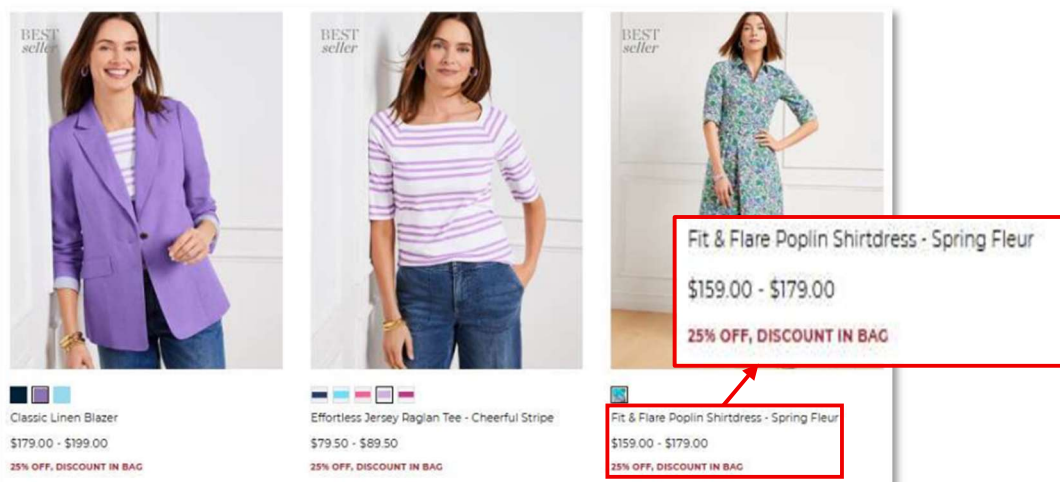 BEST
seller
BEST
seller
BEST
seller
Fit & Flare Poplin Shirtdress - Spring Fleur
$159.00 - $179.00
25% OFF, DISCOUNT IN BAG
Classic Linen Blazer
$179.00 - $199.00
25% OFF, DISCOUNT IN BAG
Effortless Jersey Raglan Tee - Cheerful Stripe
$79.50 - $89.50
25% OFF, DISCOUNT IN BAG
Fit & Flare Poplin Shirtdress - Spring Fleur
$159.00 - $179.00
25% OFF, DISCOUNT IN BAG